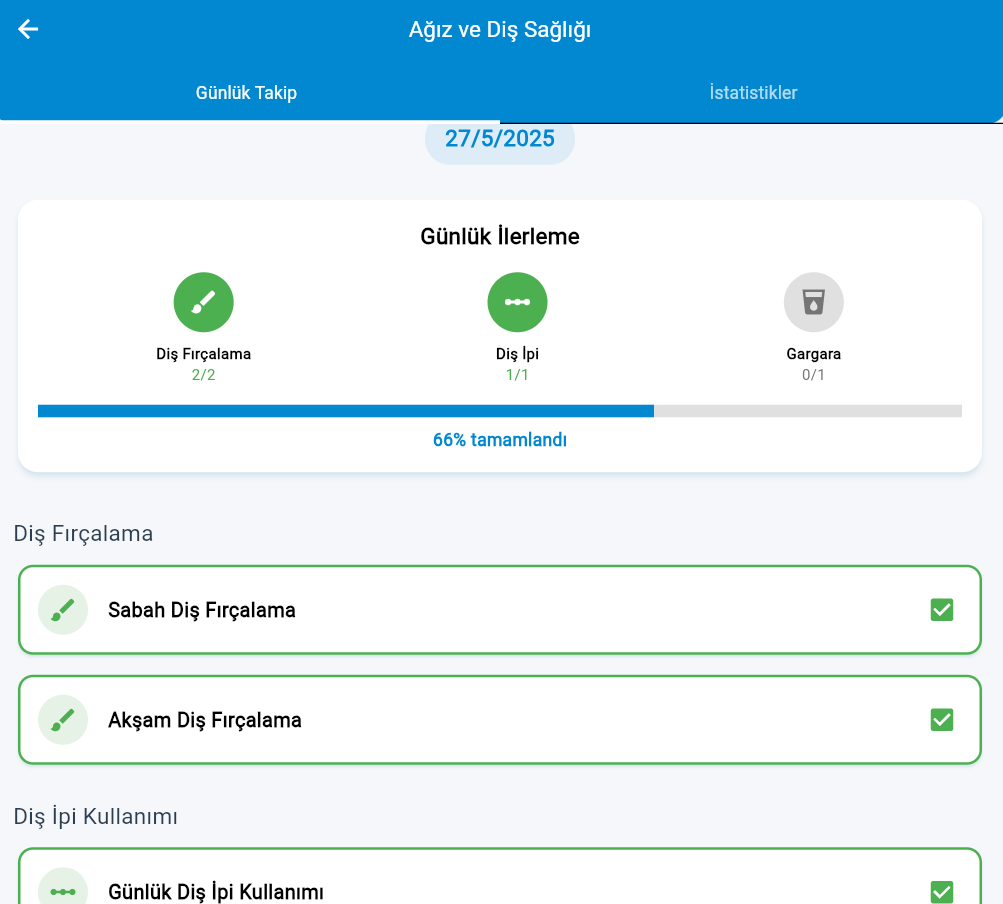 Ağız ve Diş Sağlığı
Günlük Takip
İstatistikler
27/5/2025
Günlük İlerleme
Diş Fırçalama
2/2
Diş İpi
1/1
Gargara
0/1
66% tamamlandı
Diş Fırçalama
Sabah Diş Fırçalama
Akşam Diş Fırçalama
Diş İpi Kullanımı
Günlük Diş İpi Kullanımı